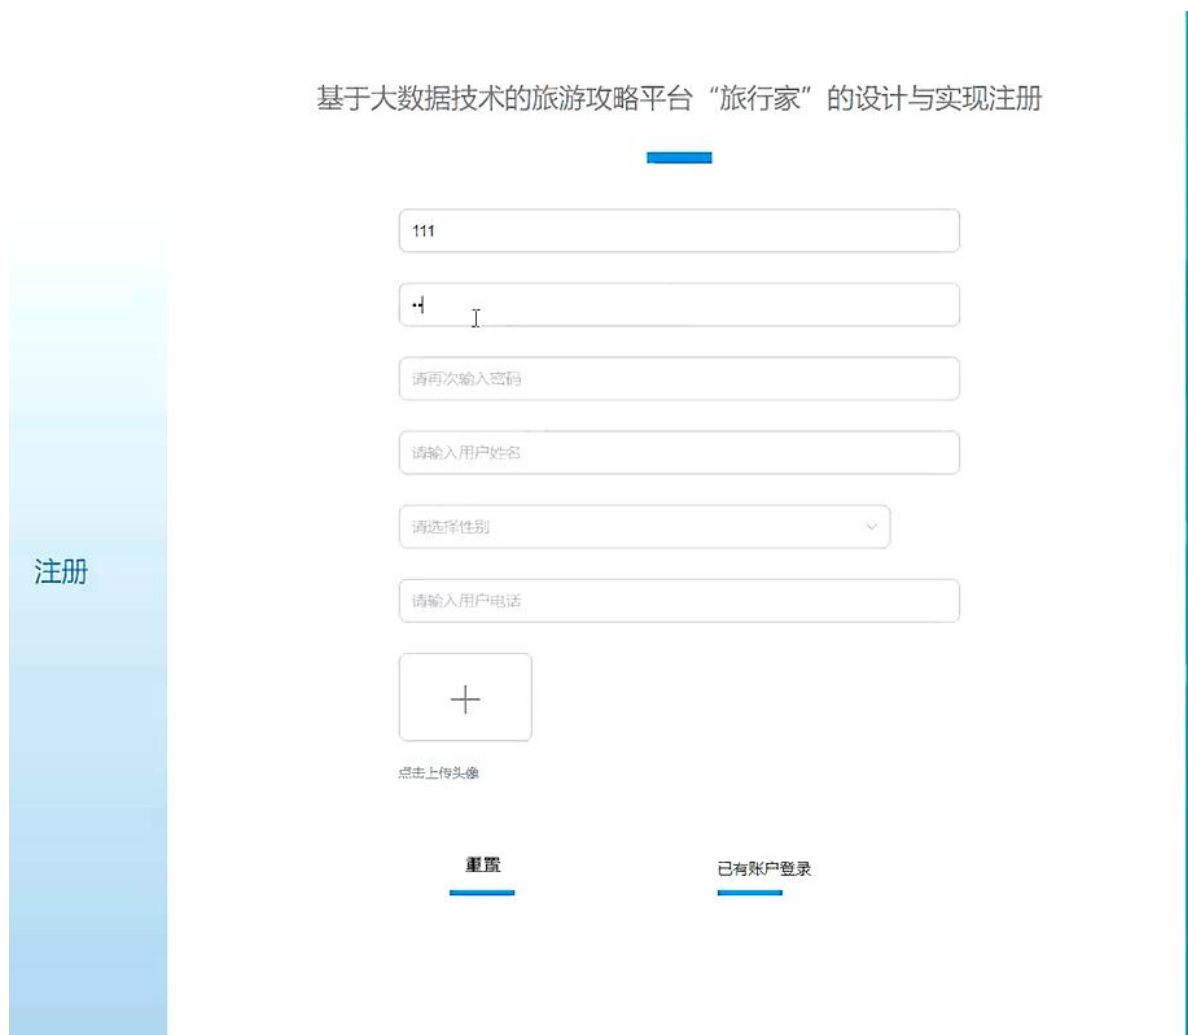 基于大数据技术的旅游攻略平台“旅行家”的设计与实现注册
111
••
请再次输入密码
请输入用户姓名
请选择性别
注册
请输入用户电话
点击上传头像
重置
已有账户登录